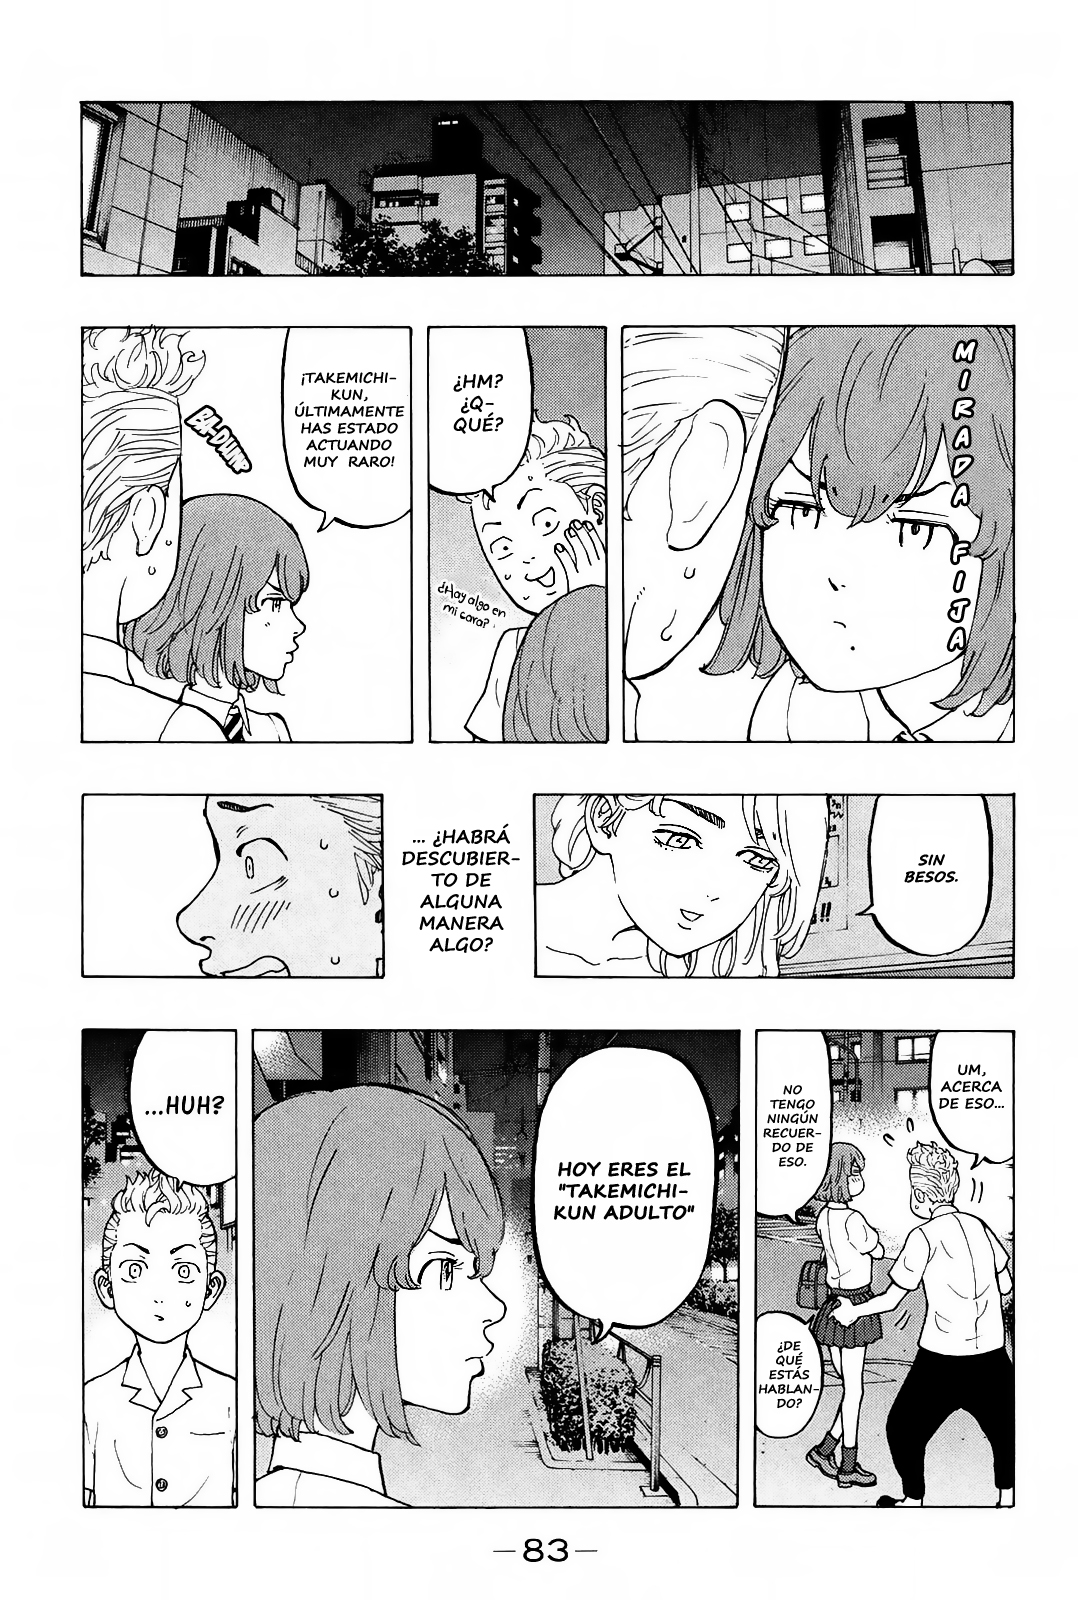 MIRADA FIJA
¿HM?
¿Q-
QUÉ?
¿Hay algo en
mi cara?
¡TAKEMICHI-
KUN,
ÚLTIMAMENTE
HAS ESTADO
ACTUANDO
MUY RARO!
BA-DUMP
SIN
BESOS.
!!
... ¿HABRÁ
DESCUBIER-
TO DE
ALGUNA
MANERA
ALGO?
UM,
ACERCA
DE ESO...
NO
TENGO
NINGÚN
RECUER-
DO DE
ESO.
¿DE
QUÉ
ESTÁS
HABLAN-
DO?
HOY ERES EL
"TAKEMICHI-
KUN ADULTO"
...HUH?
—83—